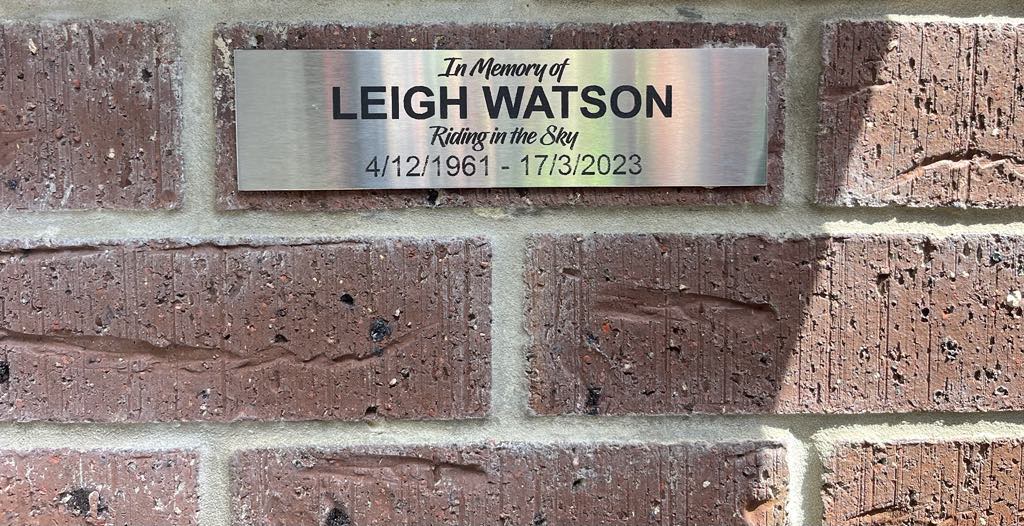 In Memory of
LEIGH WATSON
Riding in the Sky
4/12/1961 - 17/3/2023